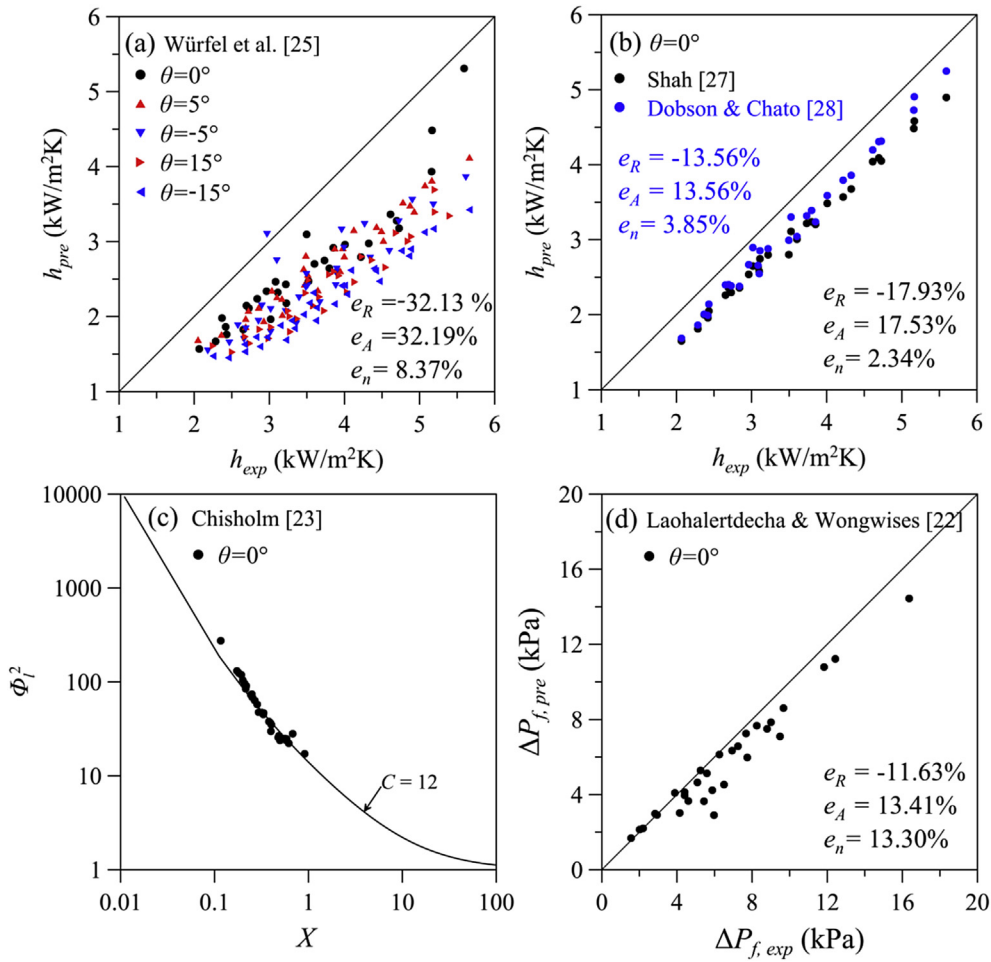 (a) Würfel et al. [25]
θ=0°
θ=5°
θ=-5°
θ=15°
θ=-15°
e_R =-32.13 %
e_A =32.19%
e_n = 8.37%
6
5
4
3
2
1
1 2 3 4 5 6
h_pre (kW/m²K)
h_exp (kW/m²K)
(b) θ=0°
Shah [27]
Dobson & Chato [28]
e_R = -13.56%
e_A = 13.56%
e_n= 3.85%
e_R = -17.93%
e_A = 17.53%
e_n = 2.34%
6
5
4
3
2
1
1 2 3 4 5 6
h_pre (kW/m²K)
h_exp (kW/m²K)
(c) Chisholm [23]
θ=0°
C = 12
10000
1000
100
10
1
0.01 0.1 1 10 100
Φ_l²
X
(d) Laohalertdecha & Wongwises [22]
θ=0°
e_R = -11.63%
e_A = 13.41%
e_n= 13.30%
20
16
12
8
4
0
0 4 8 12 16 20
ΔP_f, pre (kPa)
ΔP_f, exp (kPa)